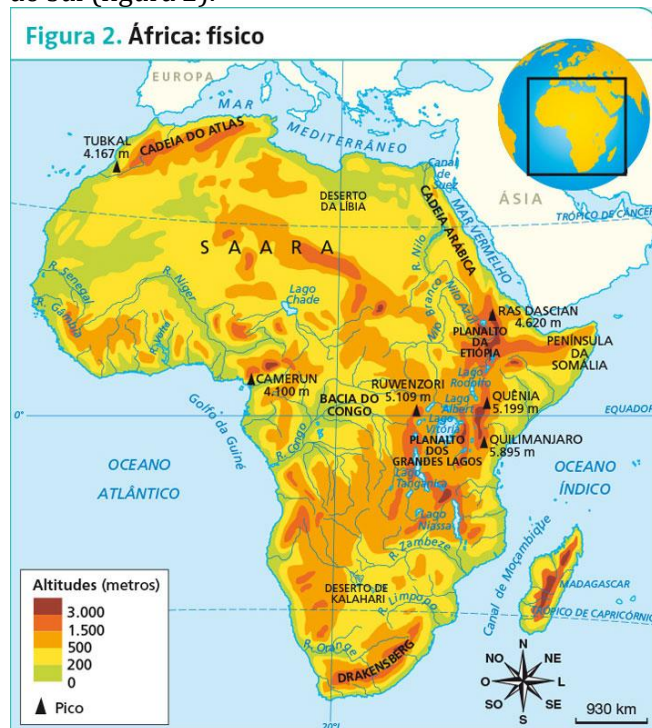 Figura 2. África: físico
EUROPA
MAR
MEDITERRÂNEO
TUBKAL
4.167 m
CADEIA DO ATLAS
Canal
de
Suez
ÁSIA
DESERTO
DA LÍBIA
CADEIA ARÁBICA
MAR VERMELHO
TRÓPICO DE CÂNCER
SAARA
R. Nilo
R. Senegal
R. Gâmbia
R. Níger
R. Volta
Lago
Chade
Nilo Branco
Nilo Azul
RAS DASCIAN
4.620 m
PLANALTO
DA
ETIÓPIA
PENÍNSULA
DA
SOMÁLIA
CAMERUN
4.100 m
Golfo da Guiné
BACIA DO
CONGO
R. Congo
RUWENZORI
5.109 m
Lago
Rodolfo
Lago
Albert
QUÊNIA
5.199 m
0°
EQUADOR
Lago
Vitória
PLANALTO
DOS
GRANDES LAGOS
QUILIMANJARO
5.895 m
OCEANO
ATLÂNTICO
OCEANO
ÍNDICO
Lago
Tanganica
Lago
Niassa
R. Zambeze
Canal de Moçambique
MADAGASCAR
TRÓPICO DE CAPRICÓRNIO
DESERTO DE
KALAHARI
R. Limpopo
R. Orange
DRAKENSBERG
Altitudes (metros)
3.000
1.500
500
200
0
Pico
N
NO
NE
O
L
SO
SE
S
20°L
930 km